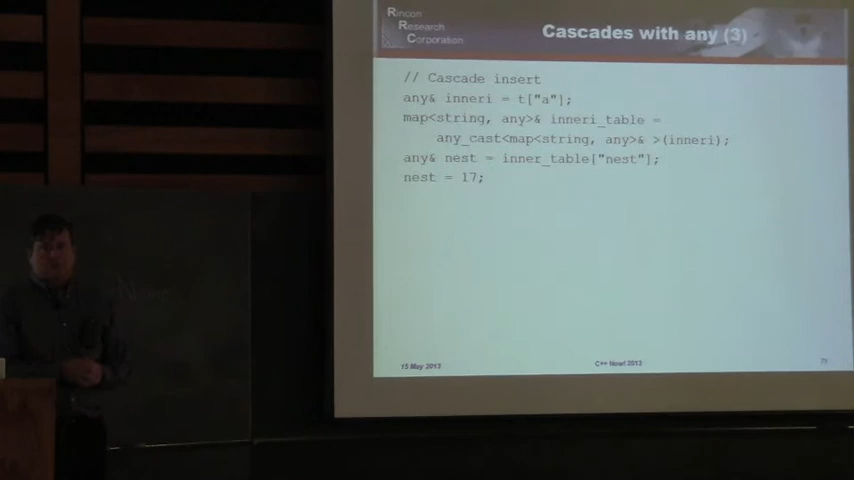 Rincon
Research
Corporation
Cascades with any (3)
// Cascade insert
any& inneri = t["a"];
map<string, any>& inneri_table =
any_cast<map<string, any>& >(inneri);
any& nest = inner_table["nest"];
nest = 17;
15 May 2013
C++ Now! 2013